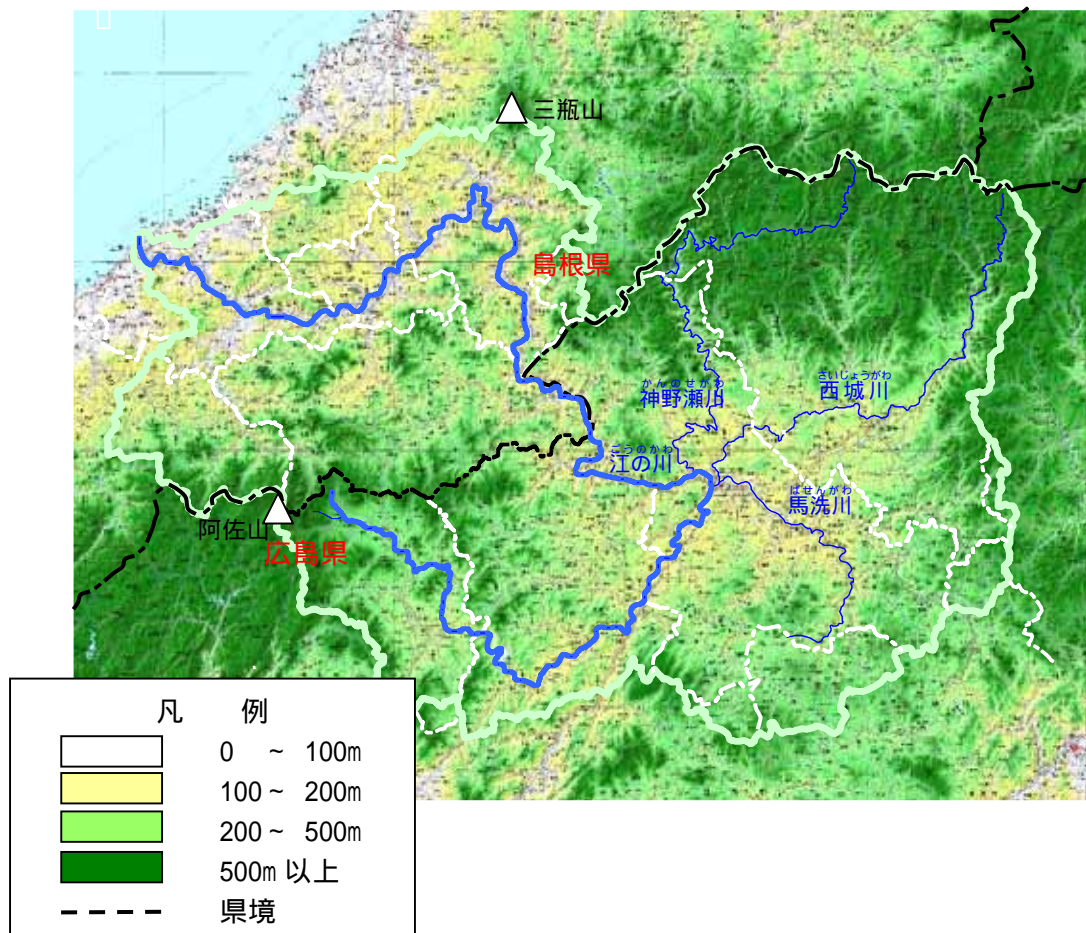 三瓶山
島根県
かんのせがわ
神野瀬川
さいじょうがわ
西城川
ごうのかわ
江の川
ばせんがわ
馬洗川
阿佐山
広島県
凡 例
0 ~ 100m
100 ~ 200m
200 ~ 500m
500m 以上
県境